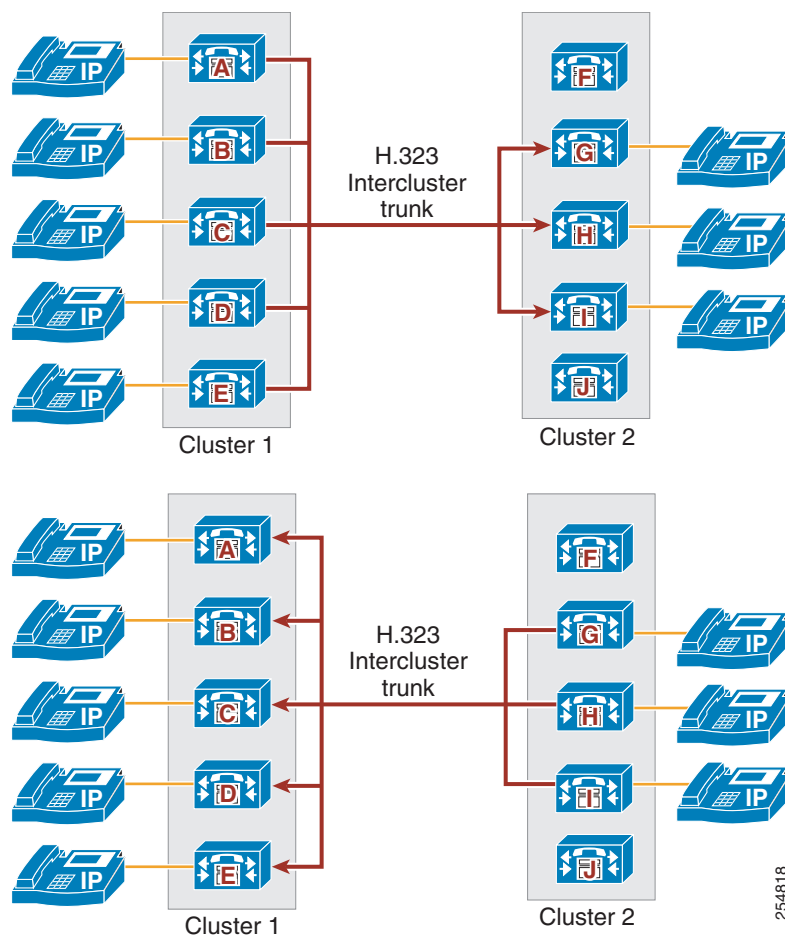 IP
A
F
IP
B
G
IP
H.323
Intercluster
trunk
IP
C
H
IP
IP
D
I
IP
IP
E
J
Cluster 1
Cluster 2
IP
A
F
IP
B
G
IP
H.323
Intercluster
trunk
IP
C
H
IP
IP
D
I
IP
IP
E
J
Cluster 1
Cluster 2
254818